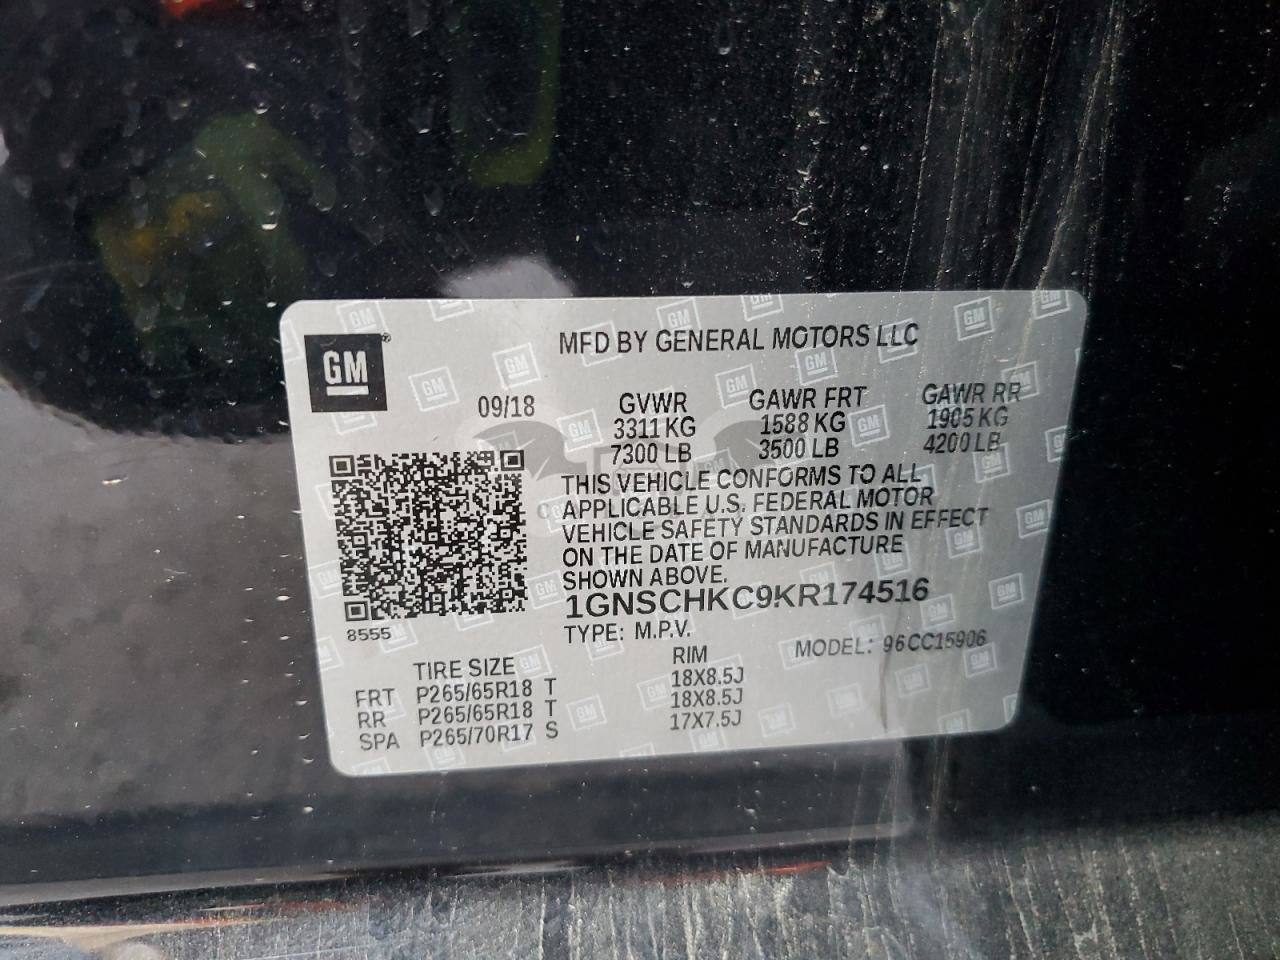 GM
MFD BY GENERAL MOTORS LLC
09/18 GVWR GAWR FRT GAWR RR
3311 KG 1588 KG 1905 KG
7300 LB 3500 LB 4200 LB
THIS VEHICLE CONFORMS TO ALL
APPLICABLE U.S. FEDERAL MOTOR
VEHICLE SAFETY STANDARDS IN EFFECT
ON THE DATE OF MANUFACTURE
SHOWN ABOVE.
1GNSCHKC9KR174516
8555
TYPE: M.P.V. MODEL: 96CC15906
TIRE SIZE RIM
FRT P265/65R18 T 18X8.5J
RR P265/65R18 T 18X8.5J
SPA P265/70R17 S 17X7.5J